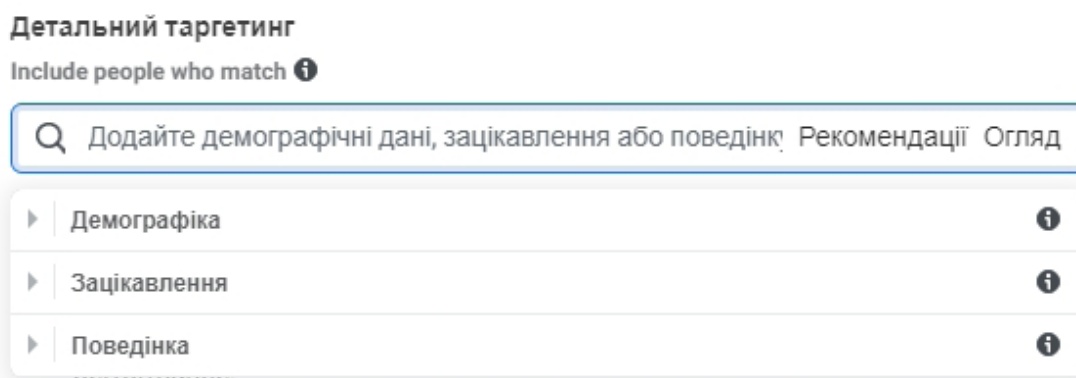 Детальний таргетинг
Include people who match
Додайте демографічні дані, зацікавлення або поведінк Рекомендації Огляд
Демографіка
Зацікавлення
Поведінка